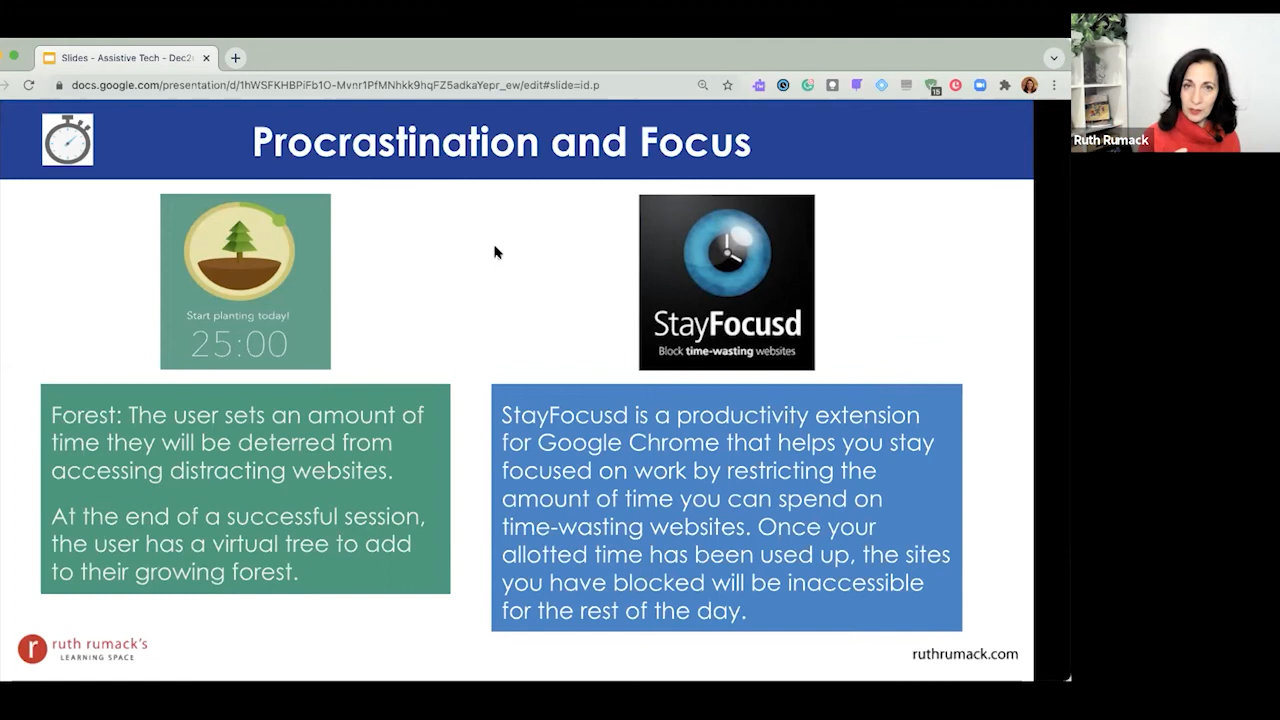 Slides - Assistive Tech - Dec2
docs.google.com/presentation/d/1hWSFKHBPiFb1O-Mvnr1PfMNhkk9hqFZ5adkaYepr_ew/edit#slide=id.p
15
Ruth Rumack
Procrastination and Focus
Start planting today!
25:00
StayFocusd
Block time-wasting websites
Forest: The user sets an amount of
time they will be deterred from
accessing distracting websites.
At the end of a successful session,
the user has a virtual tree to add
to their growing forest.
StayFocusd is a productivity extension
for Google Chrome that helps you stay
focused on work by restricting the
amount of time you can spend on
time-wasting websites. Once your
allotted time has been used up, the sites
you have blocked will be inaccessible
for the rest of the day.
r ruth rumack's
LEARNING SPACE
ruthrumack.com